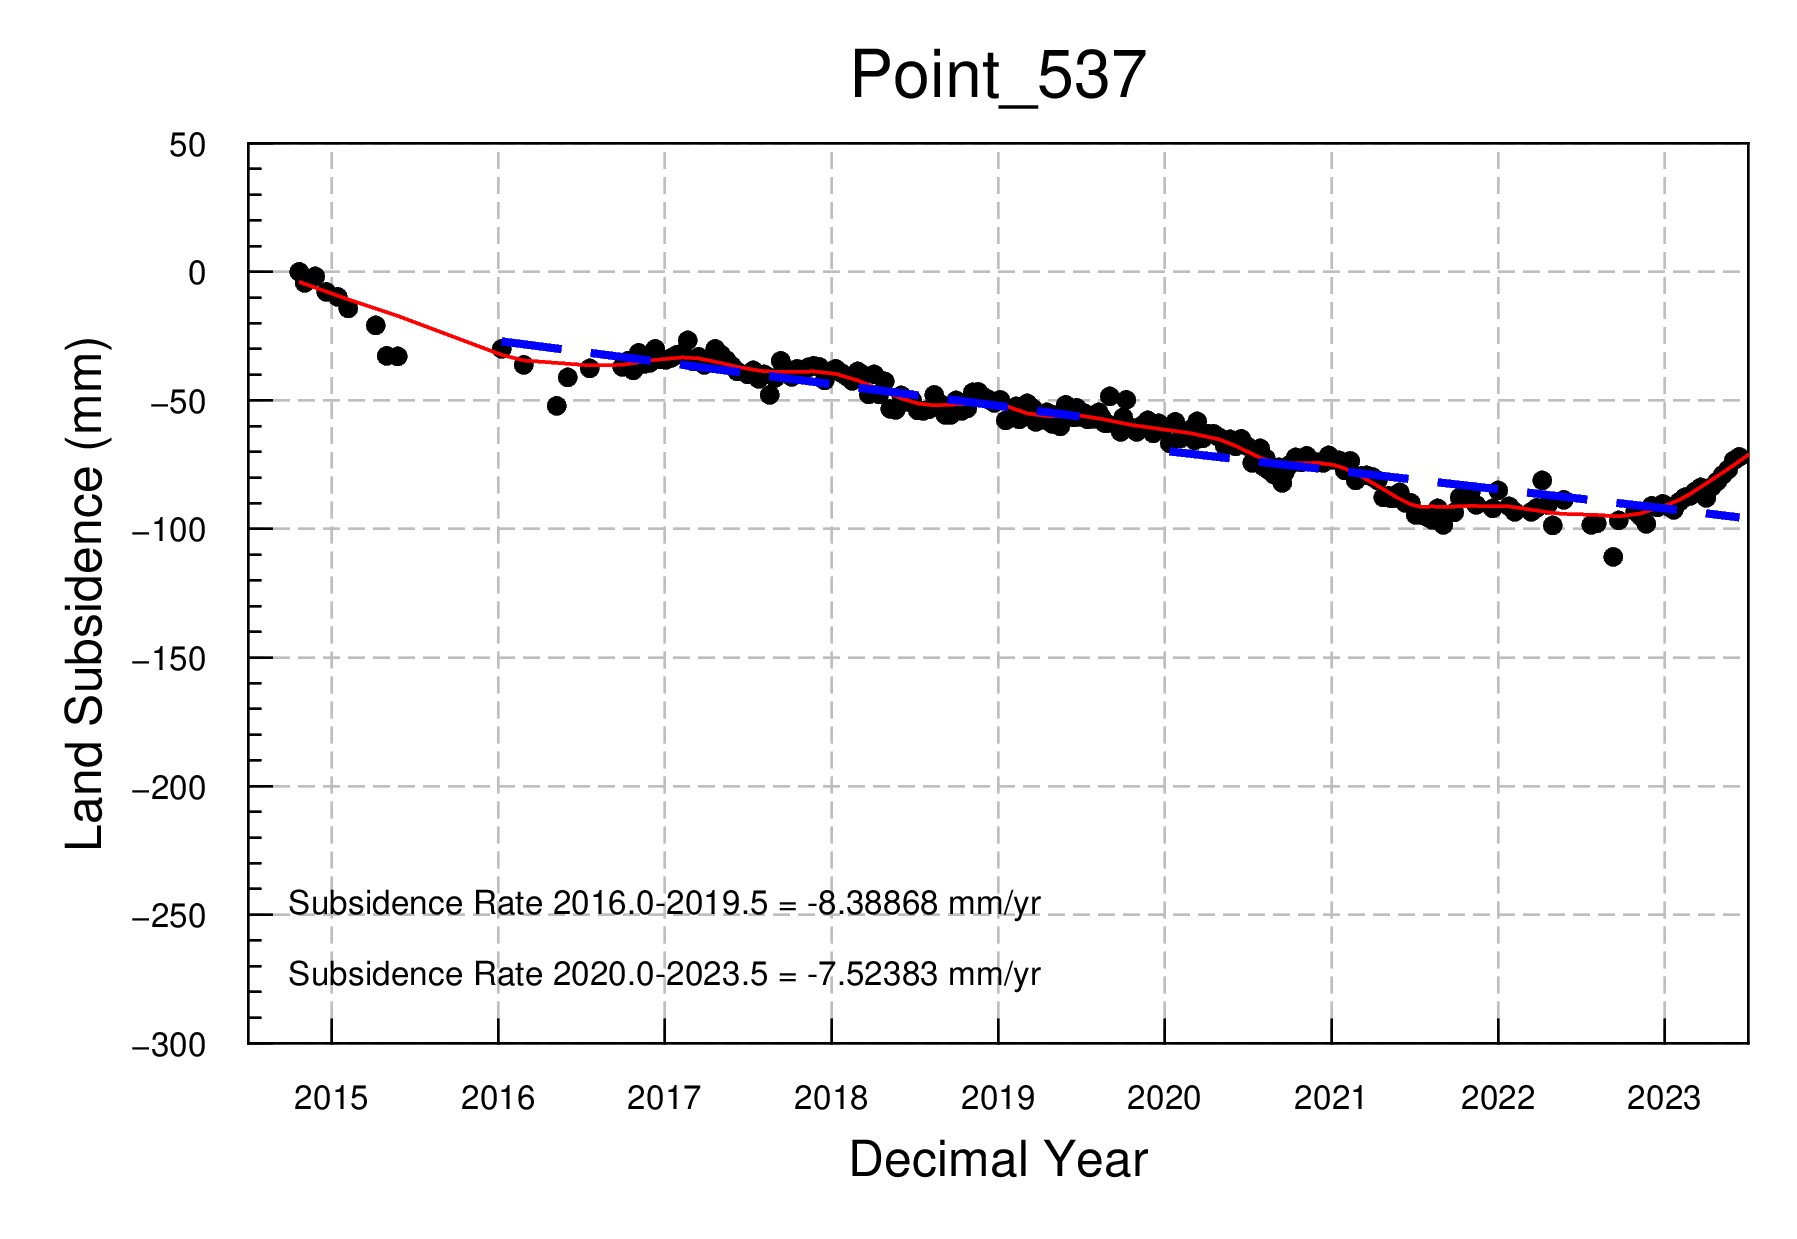 Point_537
50
0
−50
−100
−150
−200
−250
−300
Land Subsidence (mm)
Subsidence Rate 2016.0-2019.5 = -8.38868 mm/yr
Subsidence Rate 2020.0-2023.5 = -7.52383 mm/yr
2015 2016 2017 2018 2019 2020 2021 2022 2023
Decimal Year